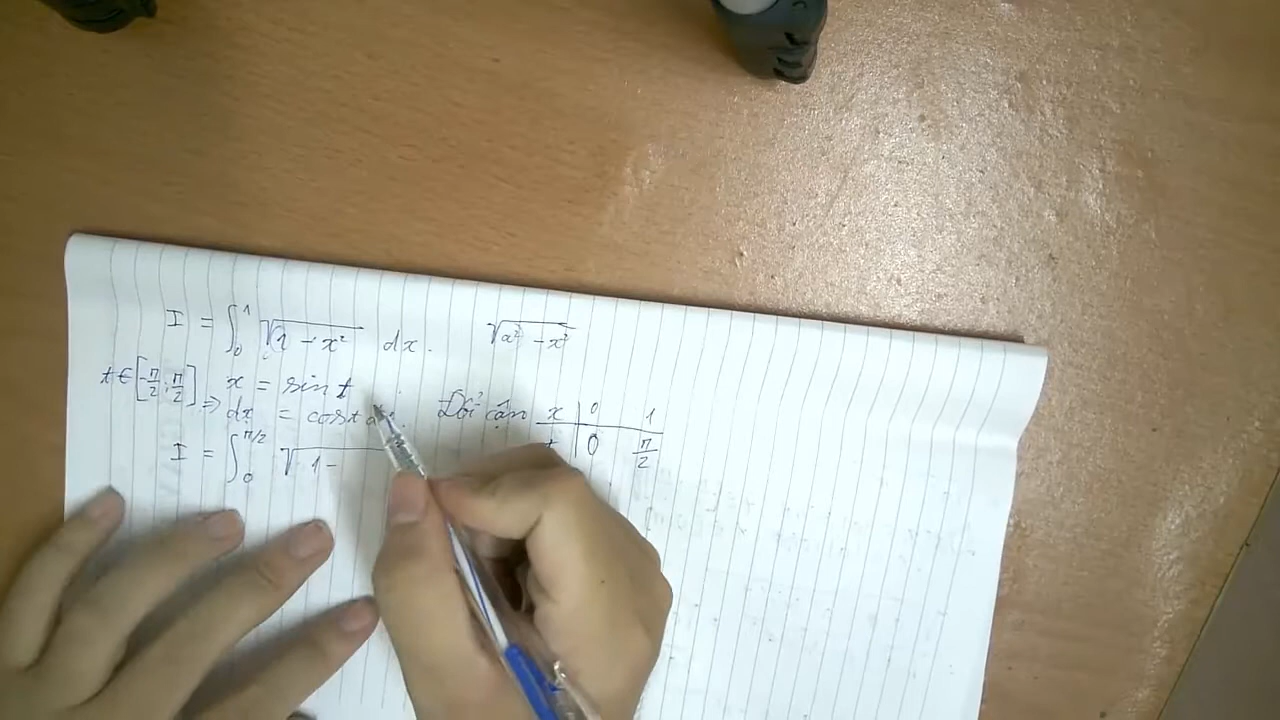 I = ∫₀¹ √(1 - x²) dx. √(a² - x²)
t ∈ [-π/2; π/2] x = sin t
⇒ dx = cost Đổi cận x | 0 1
I = ∫₀^(π/2) √(1 - t | 0 π/2